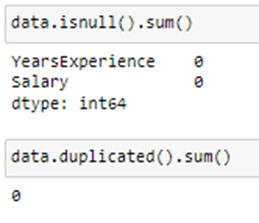 data.isnull().sum()
YearsExperience    0
Salary             0
dtype: int64
data.duplicated().sum()
0